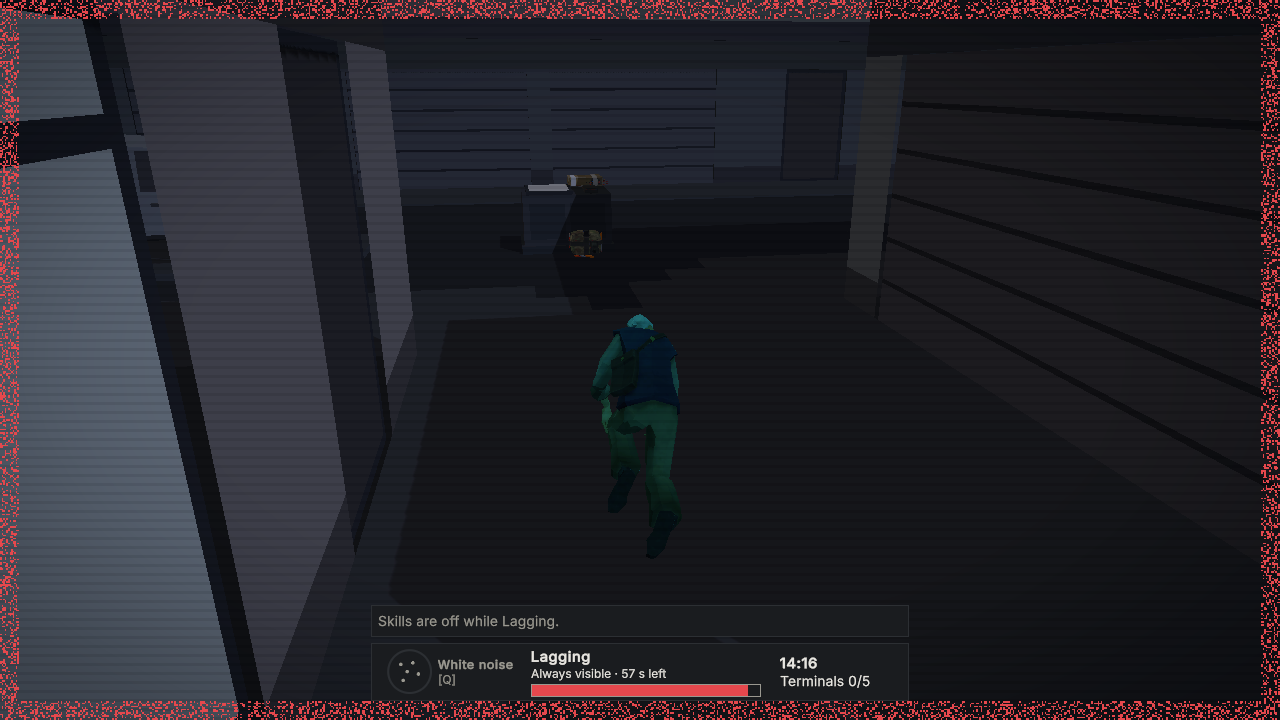 Skills are off while Lagging.
White noise
[Q]
Lagging
Always visible · 57 s left
14:16
Terminals 0/5